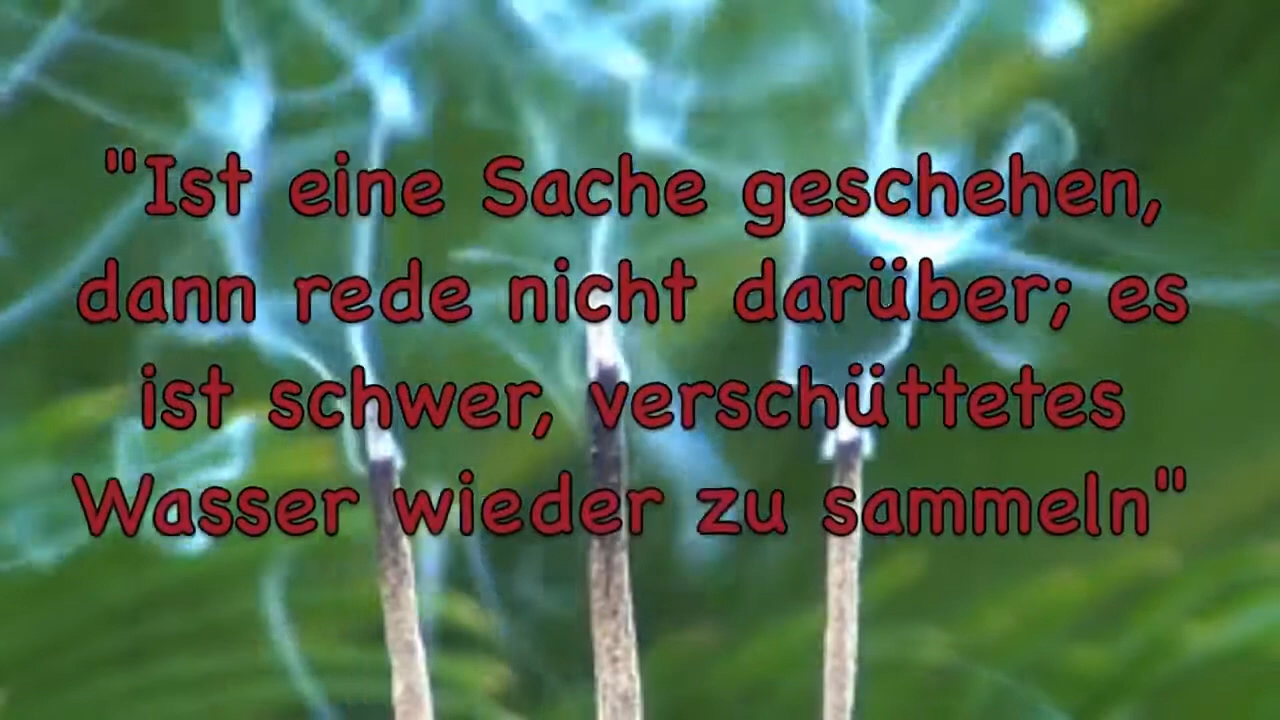 "Ist eine Sache geschehen,
dann rede nicht darüber; es
ist schwer, verschüttetes
Wasser wieder zu sammeln"